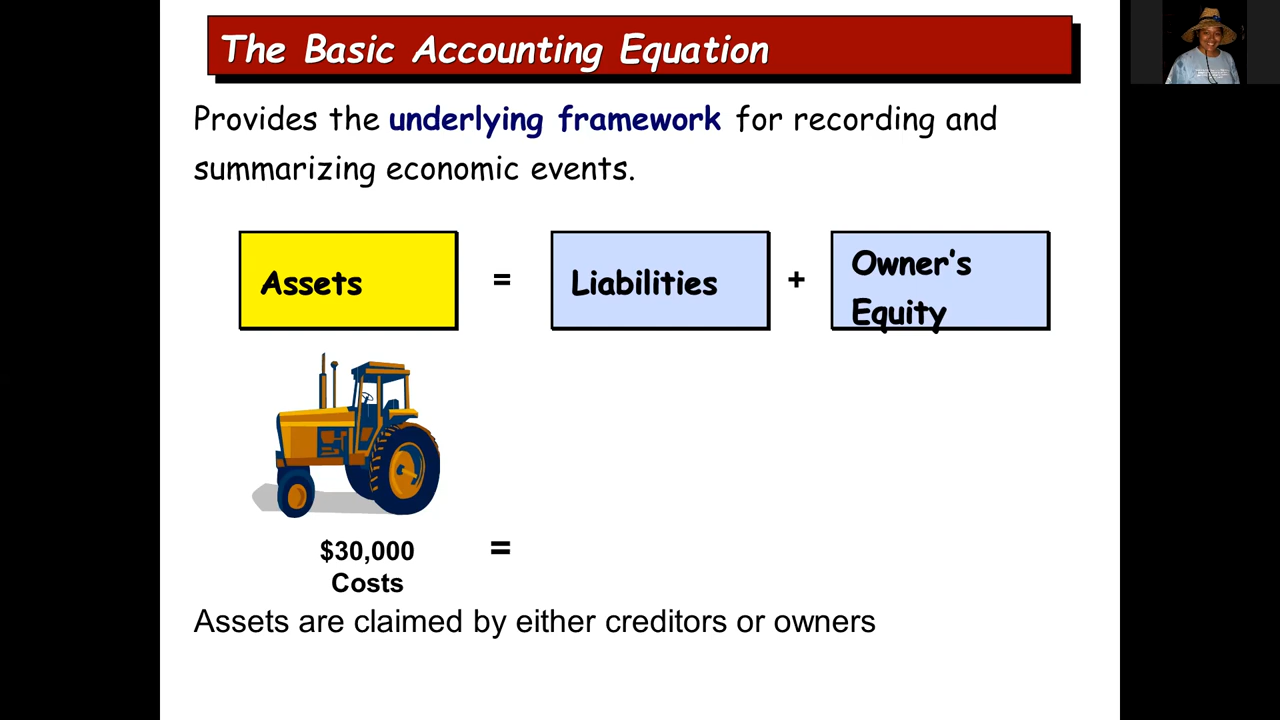 The Basic Accounting Equation
Provides the underlying framework for recording and
summarizing economic events.
Assets = Liabilities + Owner's
Equity
$30,000 =
Costs
Assets are claimed by either creditors or owners